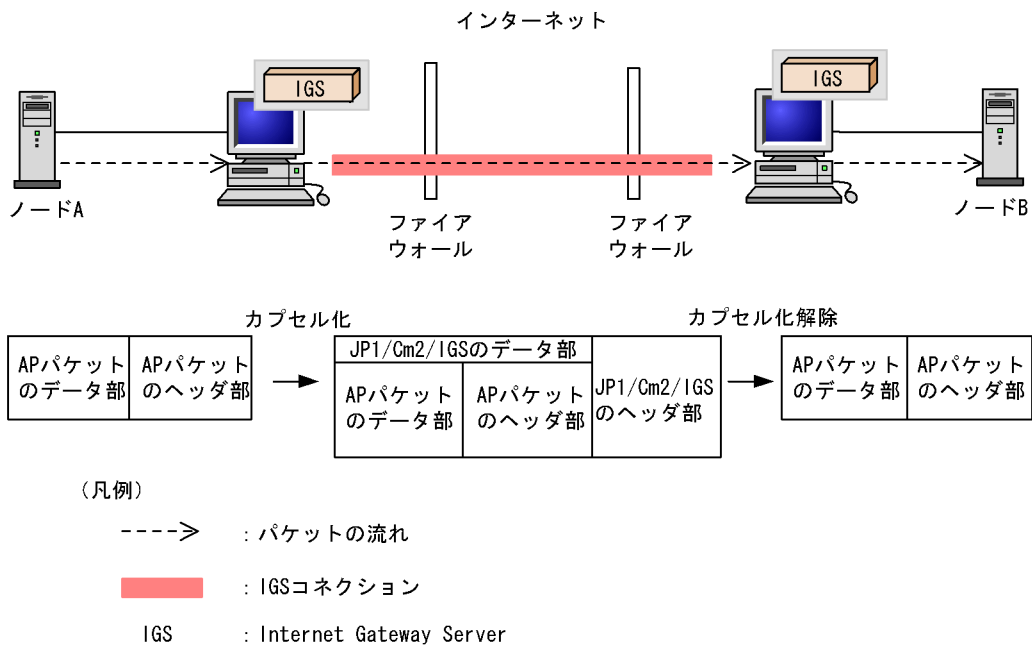 インターネット
IGS
IGS
ノードA
ファイア
ウォール
ファイア
ウォール
ノードB
カプセル化
カプセル化解除
APパケット
のデータ部
APパケット
のヘッダ部
JP1/Cm2/IGSのデータ部
APパケット
のデータ部
APパケット
のヘッダ部
JP1/Cm2/IGS
のヘッダ部
APパケット
のデータ部
APパケット
のヘッダ部
(凡例)
:パケットの流れ
:IGSコネクション
IGS :Internet Gateway Server